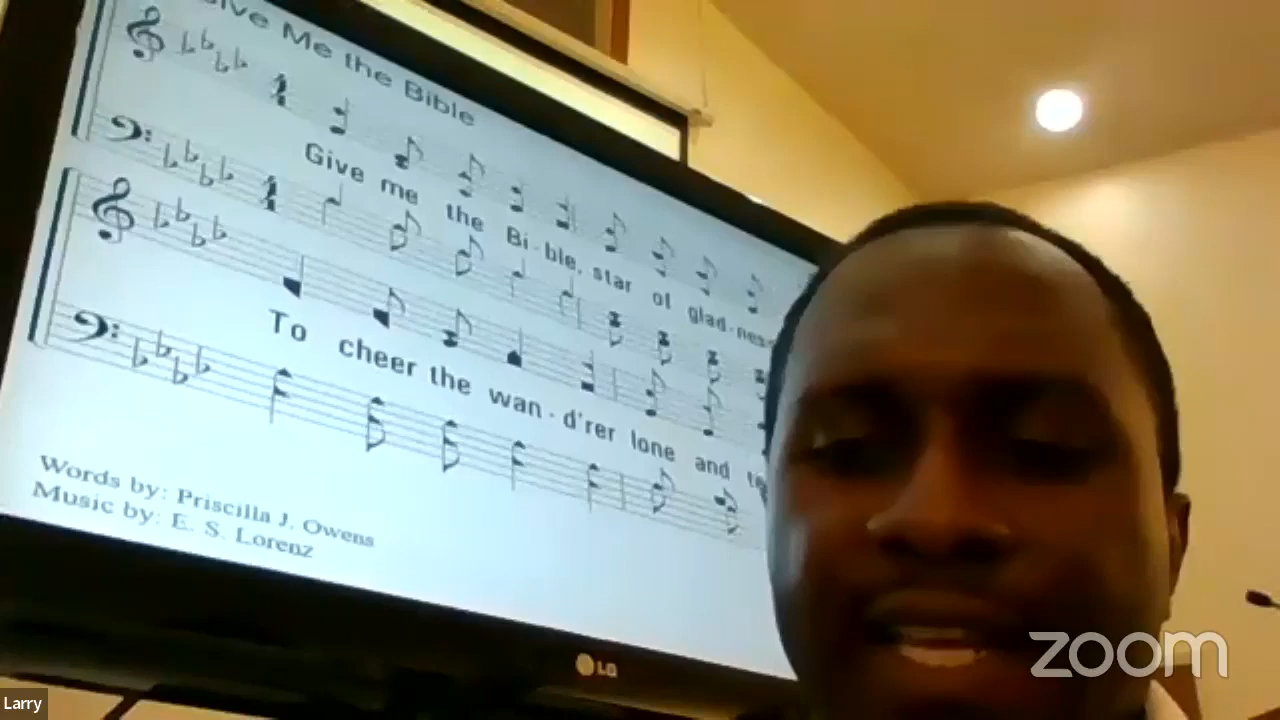 Give Me the Bible
Give me the Bi-ble, star of glad-ness
To cheer the wan-d'rer lone and
Words by: Priscilla J. Owens
Music by: E. S. Lorenz
LG
zoom
Larry